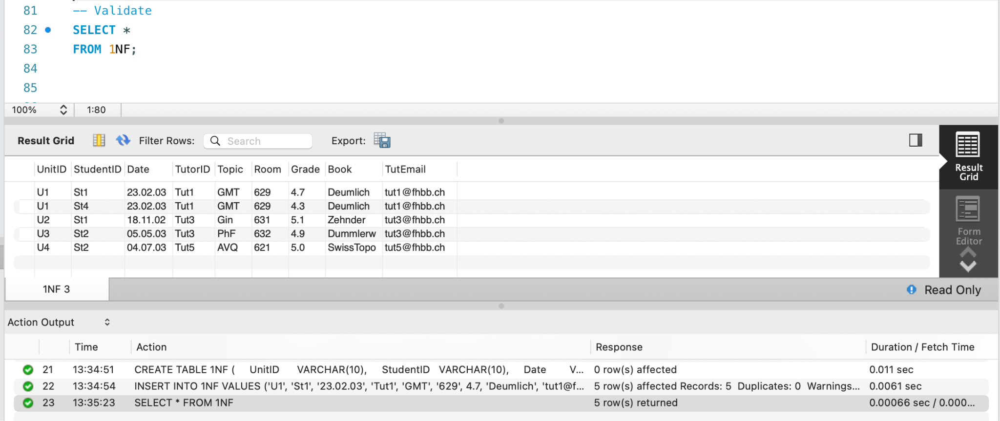 81 -- Validate
82 SELECT *
83 FROM 1NF;
84
85
100% 1:80
Result Grid Filter Rows: Search Export:
Result Grid
Form Editor
UnitID StudentID Date TutorID Topic Room Grade Book TutEmail
U1 St1 23.02.03 Tut1 GMT 629 4.7 Deumlich tut1@fhbb.ch
U1 St4 23.02.03 Tut1 GMT 629 4.3 Deumlich tut1@fhbb.ch
U2 St1 18.11.02 Tut3 Gin 631 5.1 Zehnder tut3@fhbb.ch
U3 St2 05.05.03 Tut3 PhF 632 4.9 Dummlerw tut3@fhbb.ch
U4 St2 04.07.03 Tut5 AVQ 621 5.0 SwissTopo tut5@fhbb.ch
1NF 3 Read Only
Action Output
Time Action Response Duration / Fetch Time
21 13:34:51 CREATE TABLE 1NF ( UnitID VARCHAR(10), StudentID VARCHAR(10), Date V... 0 row(s) affected 0.011 sec
22 13:34:54 INSERT INTO 1NF VALUES ('U1', 'St1', '23.02.03', 'Tut1', 'GMT', '629', 4.7, 'Deumlich', 'tut1@f... 5 row(s) affected Records: 5 Duplicates: 0 Warnings... 0.0061 sec
23 13:35:23 SELECT * FROM 1NF 5 row(s) returned 0.00066 sec / 0.000...